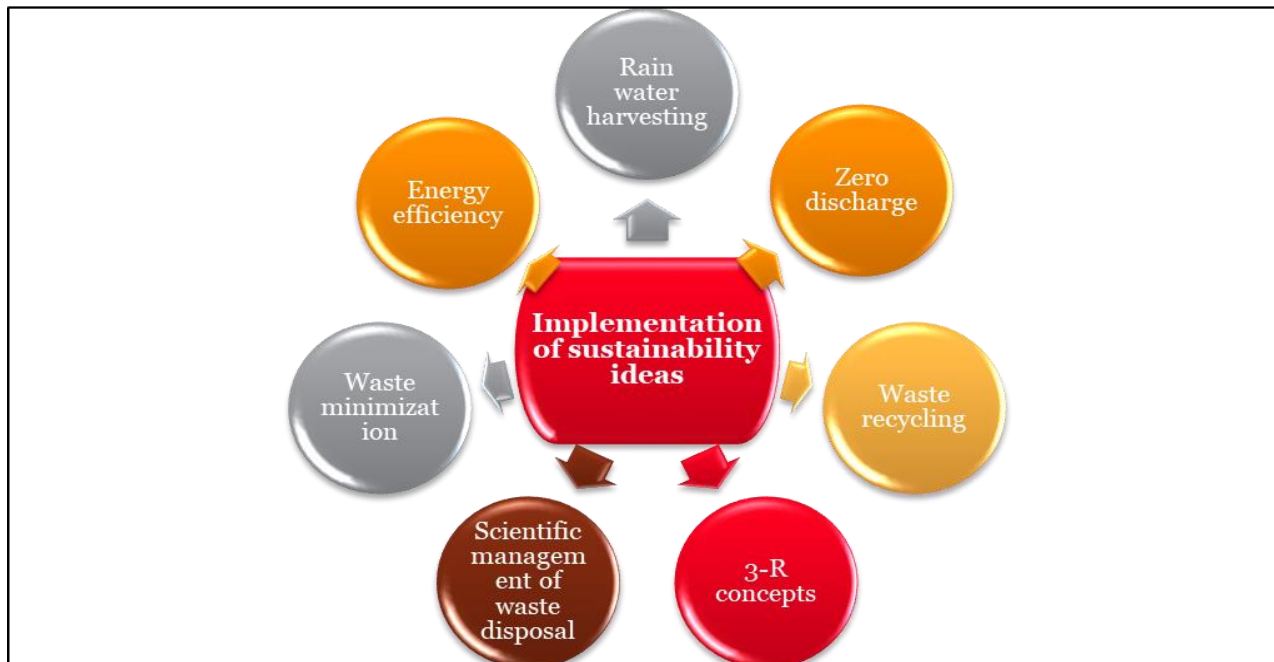 Rain
water
harvesting
Zero
discharge
Energy
efficiency
Implementation
of sustainability
ideas
Waste
minimizat
ion
Waste
recycling
Scientific
managem
ent of
waste
disposal
3-R
concepts